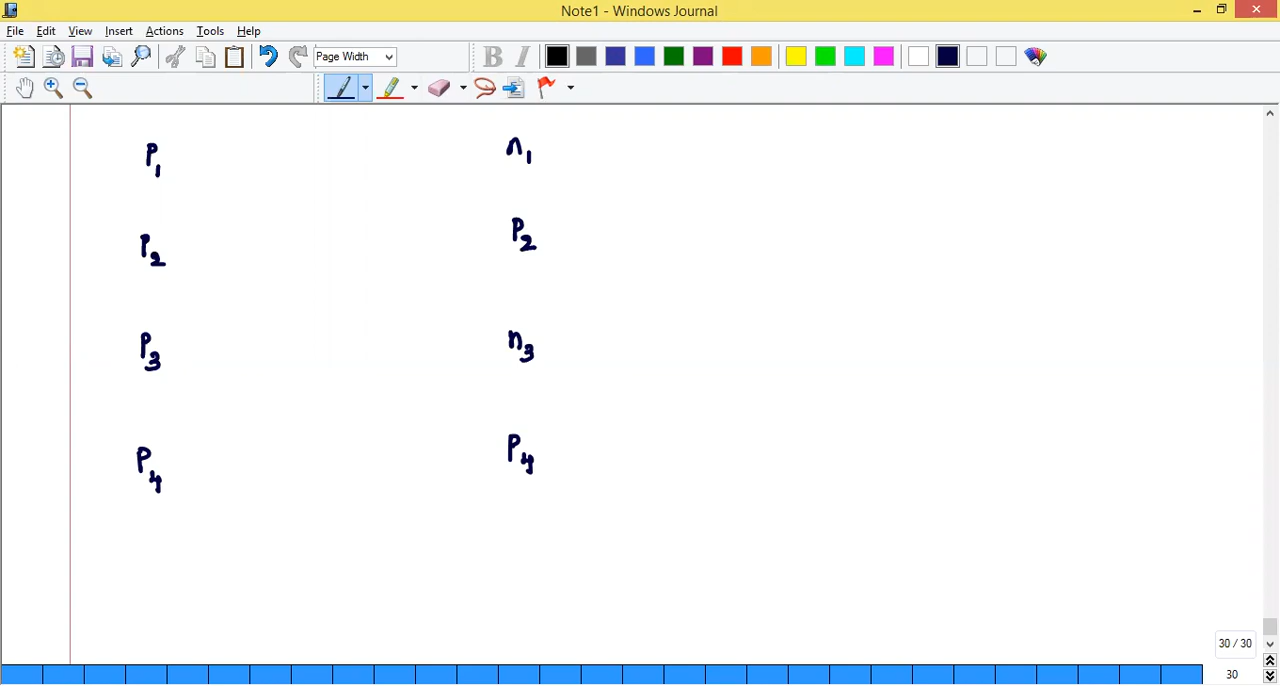 Note1 - Windows Journal
File Edit View Insert Actions Tools Help
Page Width B I
P1 n1
P2 P2
P3 n3
P4 P4
30 / 30
30